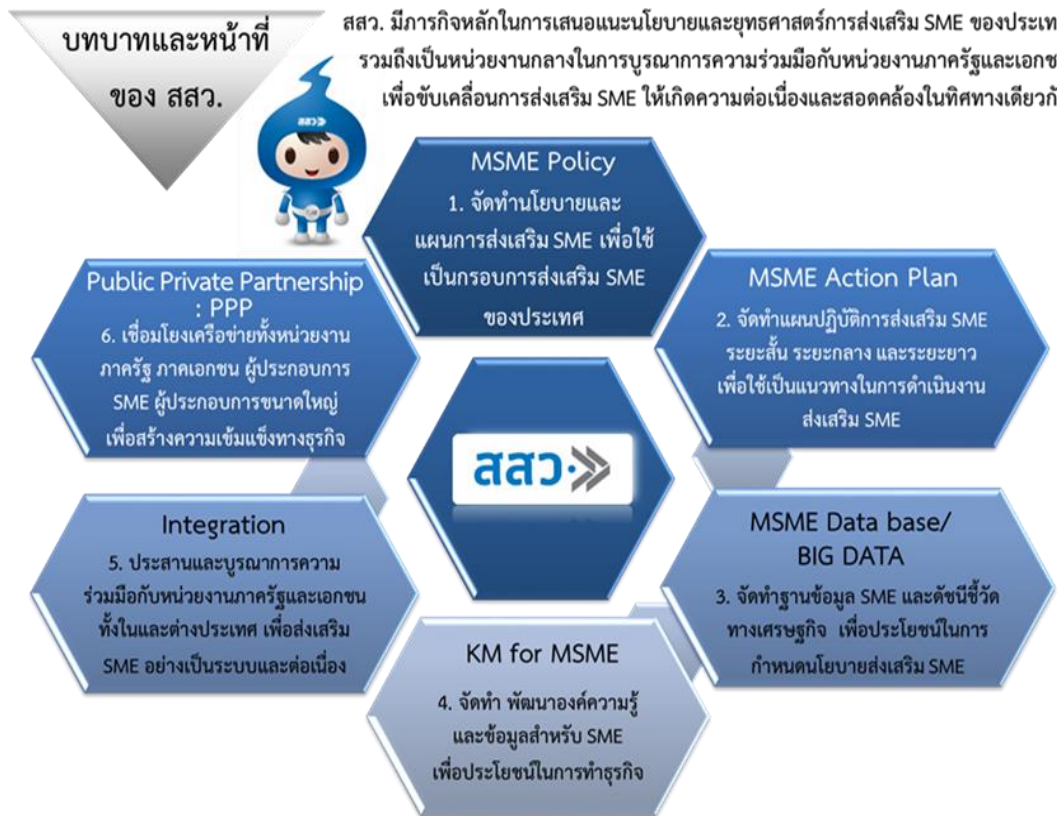 บทบาทและหน้าที่
ของ สสว.
สสว. มีภารกิจหลักในการเสนอแนะนโยบายและยุทธศาสตร์การส่งเสริม SME ของประเท
รวมถึงเป็นหน่วยงานกลางในการบูรณาการความร่วมมือกับหน่วยงานภาครัฐและเอกช
เพื่อขับเคลื่อนการส่งเสริม SME ให้เกิดความต่อเนื่องและสอดคล้องในทิศทางเดียวกั
สสว
MSME Policy
1. จัดทำนโยบายและ
แผนการส่งเสริม SME เพื่อใช้
เป็นกรอบการส่งเสริม SME
ของประเทศ
MSME Action Plan
2. จัดทำแผนปฏิบัติการส่งเสริม SME
ระยะสั้น ระยะกลาง และระยะยาว
เพื่อใช้เป็นแนวทางในการดำเนินงาน
ส่งเสริม SME
MSME Data base/
BIG DATA
3. จัดทำฐานข้อมูล SME และดัชนีชี้วัด
ทางเศรษฐกิจ เพื่อประโยชน์ในการ
กำหนดนโยบายส่งเสริม SME
KM for MSME
4. จัดทำ พัฒนาองค์ความรู้
และข้อมูลสำหรับ SME
เพื่อประโยชน์ในการทำธุรกิจ
Integration
5. ประสานและบูรณาการความ
ร่วมมือกับหน่วยงานภาครัฐและเอกชน
ทั้งในและต่างประเทศ เพื่อส่งเสริม
SME อย่างเป็นระบบและต่อเนื่อง
Public Private Partnership
: PPP
6. เชื่อมโยงเครือข่ายทั้งหน่วยงาน
ภาครัฐ ภาคเอกชน ผู้ประกอบการ
SME ผู้ประกอบการขนาดใหญ่
เพื่อสร้างความเข้มแข็งทางธุรกิจ
สสว